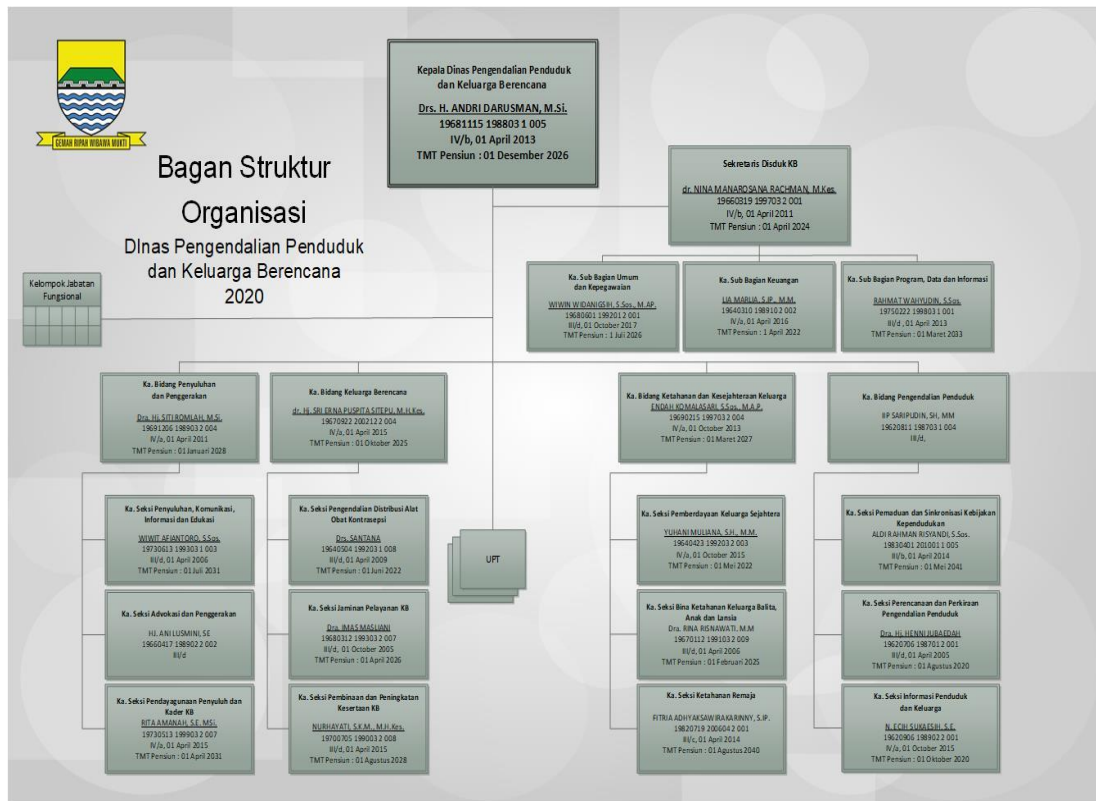 GEMAH RIPAH WIBAWA MUKTI
Bagan Struktur
Organisasi
DInas Pengendalian Penduduk
dan Keluarga Berencana
2020
Kepala Dinas Pengendalian Penduduk
dan Keluarga Berencana
Drs. H. ANDRI DARUSMAN, M.Si.
19681115 198803 1 005
IV/b, 01 April 2013
TMT Pensiun : 01 Desember 2026
Sekretaris Disduk KB
dr. NINA MANAROSANA RACHMAN, M.Kes.
19660319 199703 2 001
IV/b, 01 April 2011
TMT Pensiun : 01 April 2024
Kelompok Jabatan
Fungsional
Ka. Sub Bagian Umum
dan Kepegawaian
WIWIN WIDANIGSIH, S.Sos., M.AP.
19680601 199201 2 001
III/d, 01 October 2017
TMT Pensiun : 1 Juli 2026
Ka. Sub Bagian Keuangan
LIA MARLIA, S.IP., M.M.
19640310 198910 2 002
IV/a, 01 April 2016
TMT Pensiun : 1 April 2022
Ka. Sub Bagian Program, Data dan Informasi
RAHMAT WAHYUDIN, S.Sos.
19750222 199803 1 001
III/d , 01 April 2013
TMT Pensiun : 01 Maret 2033
Ka. Bidang Penyuluhan
dan Penggerakan
Dra. Hj. SITI ROMLAH, M.Si.
19691206 198903 2 004
IV/a, 01 April 2011
TMT Pensiun : 01 Januari 2028
Ka. Bidang Keluarga Berencana
dr. Hj. SRI ERNA PUSPITA SITEPU, M.H.Kes.
19670922 200212 2 004
IV/a, 01 April 2015
TMT Pensiun : 01 Oktober 2025
Ka. Bidang Ketahanan dan Kesejahteraan Keluarga
ENDAH KOMALASARI, S.Sos., M.A.P.
19690215 199703 2 004
IV/a, 01 October 2013
TMT Pensiun : 01 Maret 2027
Ka. Bidang Pengendalian Penduduk
IIP SARIPUDIN, SH, MM
19620811 198703 1 004
III/d,
Ka. Seksi Penyuluhan, Komunikasi,
Informasi dan Edukasi
WIWIT AFIANTORO, S.Sos.
19730613 199303 1 003
III/d, 01 April 2006
TMT Pensiun : 01 Juli 2031
Ka. Seksi Pengendalian Distribusi Alat
Obat Kontrasepsi
Drs. SANTANA
19640504 199203 1 008
III/d, 01 April 2009
TMT Pensiun : 01 Juni 2022
UPT
Ka. Seksi Pemberdayaan Keluarga Sejahtera
YUHANI MULIANA, S.H., M.M.
19640423 199203 2 003
IV/a, 01 October 2015
TMT Pensiun : 01 Mei 2022
Ka. Seksi Pemaduan dan Sinkronisasi Kebijakan
Kependudukan
ALDI RAHMAN RISYANDI, S.Sos.
19830401 201001 1 005
III/b, 01 April 2014
TMT Pensiun : 01 Mei 2041
Ka. Seksi Advokasi dan Penggerakan
HJ. ANI LUSMINI, SE
19660417 198902 2 002
III/d
Ka. Seksi Jaminan Pelayanan KB
Dra. IMAS MASLIANI
19680312 199303 2 007
III/d, 01 October 2005
TMT Pensiun : 01 April 2026
Ka. Seksi Bina Ketahanan Keluarga Balita,
Anak dan Lansia
Dra. RINA RISNAWATI, M.M
19670112 199103 2 009
III/d, 01 April 2006
TMT Pensiun : 01 Februari 2025
Ka. Seksi Perencanaan dan Perkiraan
Pengendalian Penduduk
Dra. Hj. HENNI JUBAEDAH
19620706 198701 2 001
III/d, 01 April 2005
TMT Pensiun : 01 Agustus 2020
Ka. Seksi Pendayagunaan Penyuluh dan
Kader KB
RITA AMANAH, S.E. MSi.
19730513 199903 2 007
IV/a, 01 April 2015
TMT Pensiun : 01 April 2031
Ka. Seksi Pembinaan dan Peningkatan
Kesertaan KB
NURHAYATI, S.K.M., M.H.Kes.
19700705 199003 2 008
III/d, 01 April 2015
TMT Pensiun : 01 Agustus 2028
Ka. Seksi Ketahanan Remaja
FITRIA ADHYAKSAWIRAKARINNY, S.IP.
19820719 200604 2 001
III/c, 01 April 2014
TMT Pensiun : 01 Agustus 2040
Ka. Seksi Informasi Penduduk
dan Keluarga
N. ECIH SUKAESIH, S.E.
19620906 198902 2 001
IV/a, 01 October 2015
TMT Pensiun : 01 Oktober 2020